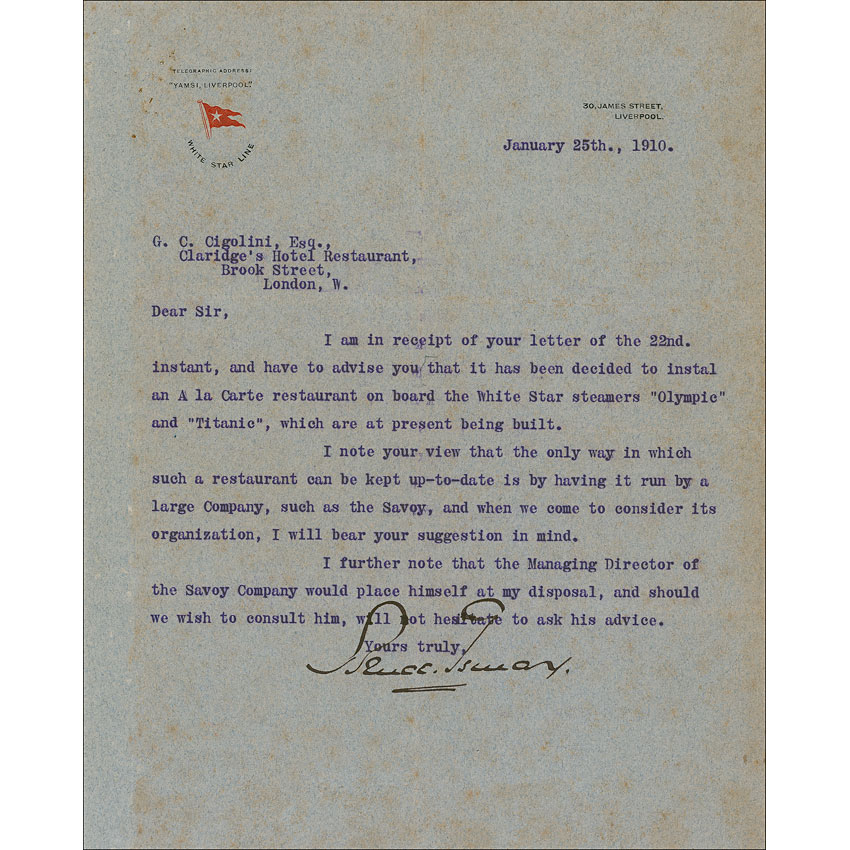 TELEGRAPHIC ADDRESS:
"YAMSI, LIVERPOOL."
WHITE STAR LINE
30, JAMES STREET,
LIVERPOOL.
January 25th., 1910.
G. C. Cigolini, Esq.,
Claridge's Hotel Restaurant,
Brook Street,
London, W.
Dear Sir,
I am in receipt of your letter of the 22nd.
instant, and have to advise you that it has been decided to instal
an A la Carte restaurant on board the White Star steamers "Olympic"
and "Titanic", which are at present being built.
I note your view that the only way in which
such a restaurant can be kept up-to-date is by having it run by a
large Company, such as the Savoy, and when we come to consider its
organization, I will bear your suggestion in mind.
I further note that the Managing Director of
the Savoy Company would place himself at my disposal, and should
we wish to consult him, will not hesitate to ask his advice.
Yours truly,
Bruce Ismay.